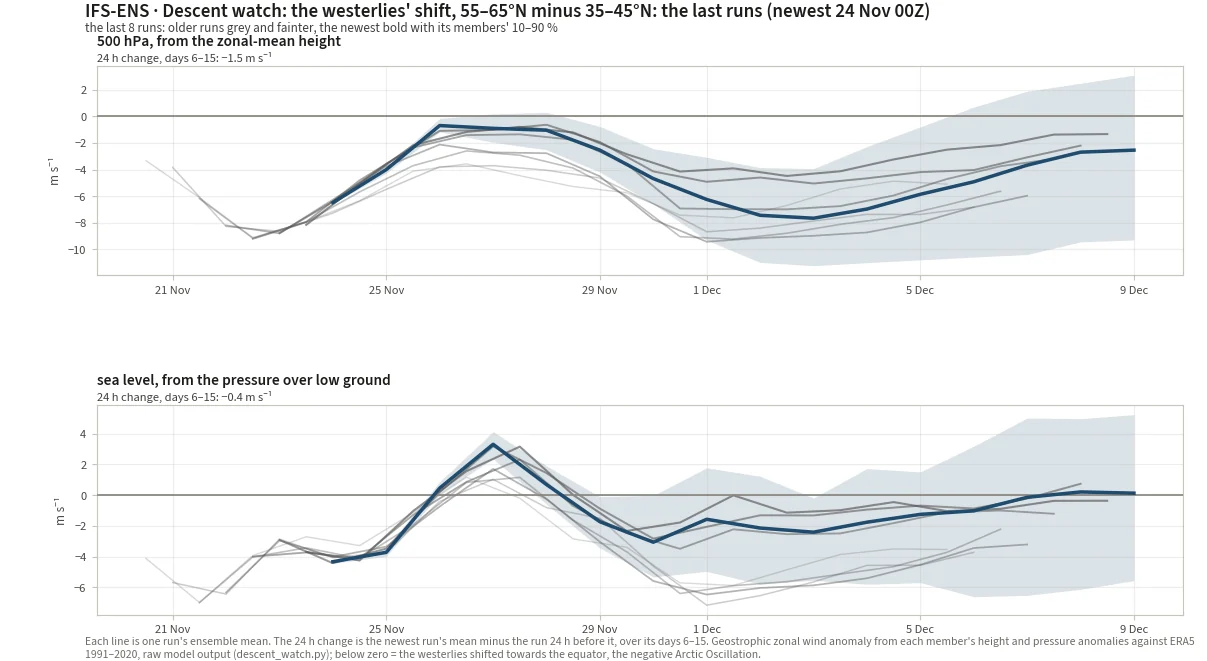 IFS-ENS · Descent watch: the westerlies' shift, 55–65°N minus 35–45°N: the last runs (newest 24 Nov 00Z)
the last 8 runs: older runs grey and fainter, the newest bold with its members' 10–90 %
500 hPa, from the zonal-mean height
24 h change, days 6–15: −1.5 m s⁻¹
2
0
−2
−4
−6
−8
−10
m s⁻¹
21 Nov
25 Nov
29 Nov
1 Dec
5 Dec
9 Dec
sea level, from the pressure over low ground
24 h change, days 6–15: −0.4 m s⁻¹
4
2
0
−2
−4
−6
m s⁻¹
21 Nov
25 Nov
29 Nov
1 Dec
5 Dec
9 Dec
Each line is one run's ensemble mean. The 24 h change is the newest run's mean minus the run 24 h before it, over its days 6–15. Geostrophic zonal wind anomaly from each member's height and pressure anomalies against ERA5
1991–2020, raw model output (descent_watch.py); below zero = the westerlies shifted towards the equator, the negative Arctic Oscillation.